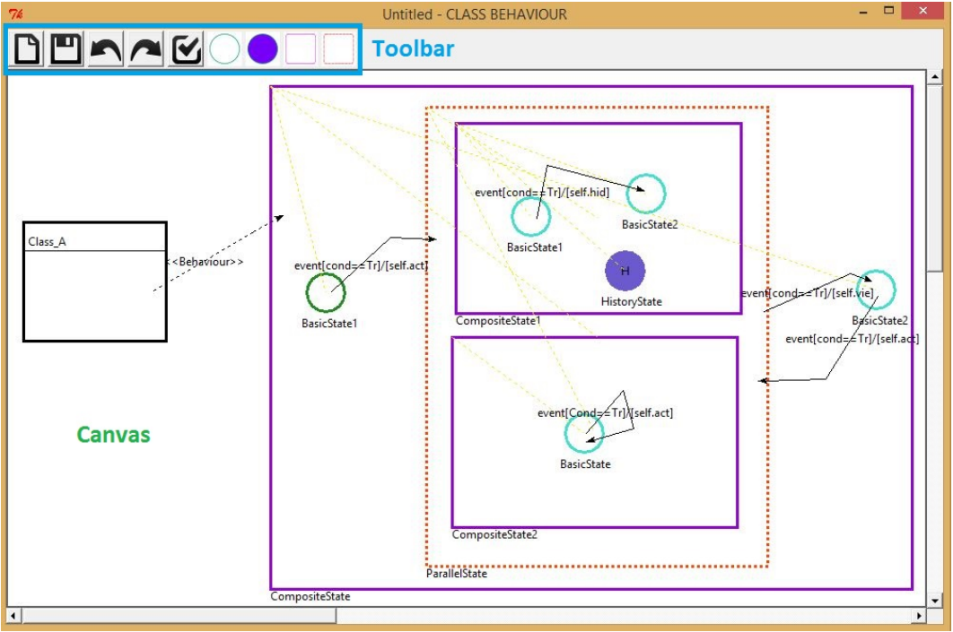 7k
Untitled - CLASS BEHAVIOUR
Toolbar
Class_A
<<Behaviour>>
event[cond==Tr]/[self.act]
BasicState1
event[cond==Tr]/[self.hid]
BasicState1
BasicState2
H
HistoryState
CompositeState1
event[cond==Tr]/[self.vie]
BasicState2
event[cond==Tr]/[self.act]
Canvas
event[Cond==Tr]/[self.act]
BasicState
CompositeState2
ParallelState
CompositeState